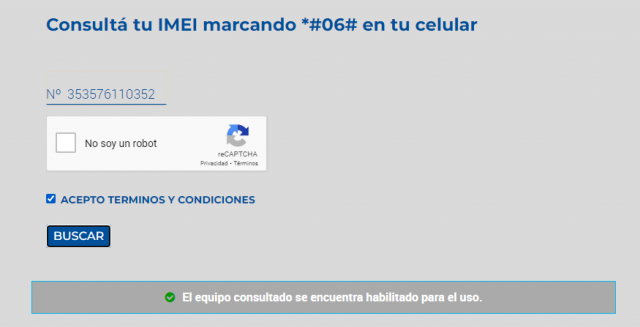 Consultá tu IMEI marcando *#06# en tu celular
Nº 353576110352
No soy un robot
reCAPTCHA
Privacidad - Términos
ACEPTO TERMINOS Y CONDICIONES
BUSCAR
El equipo consultado se encuentra habilitado para el uso.